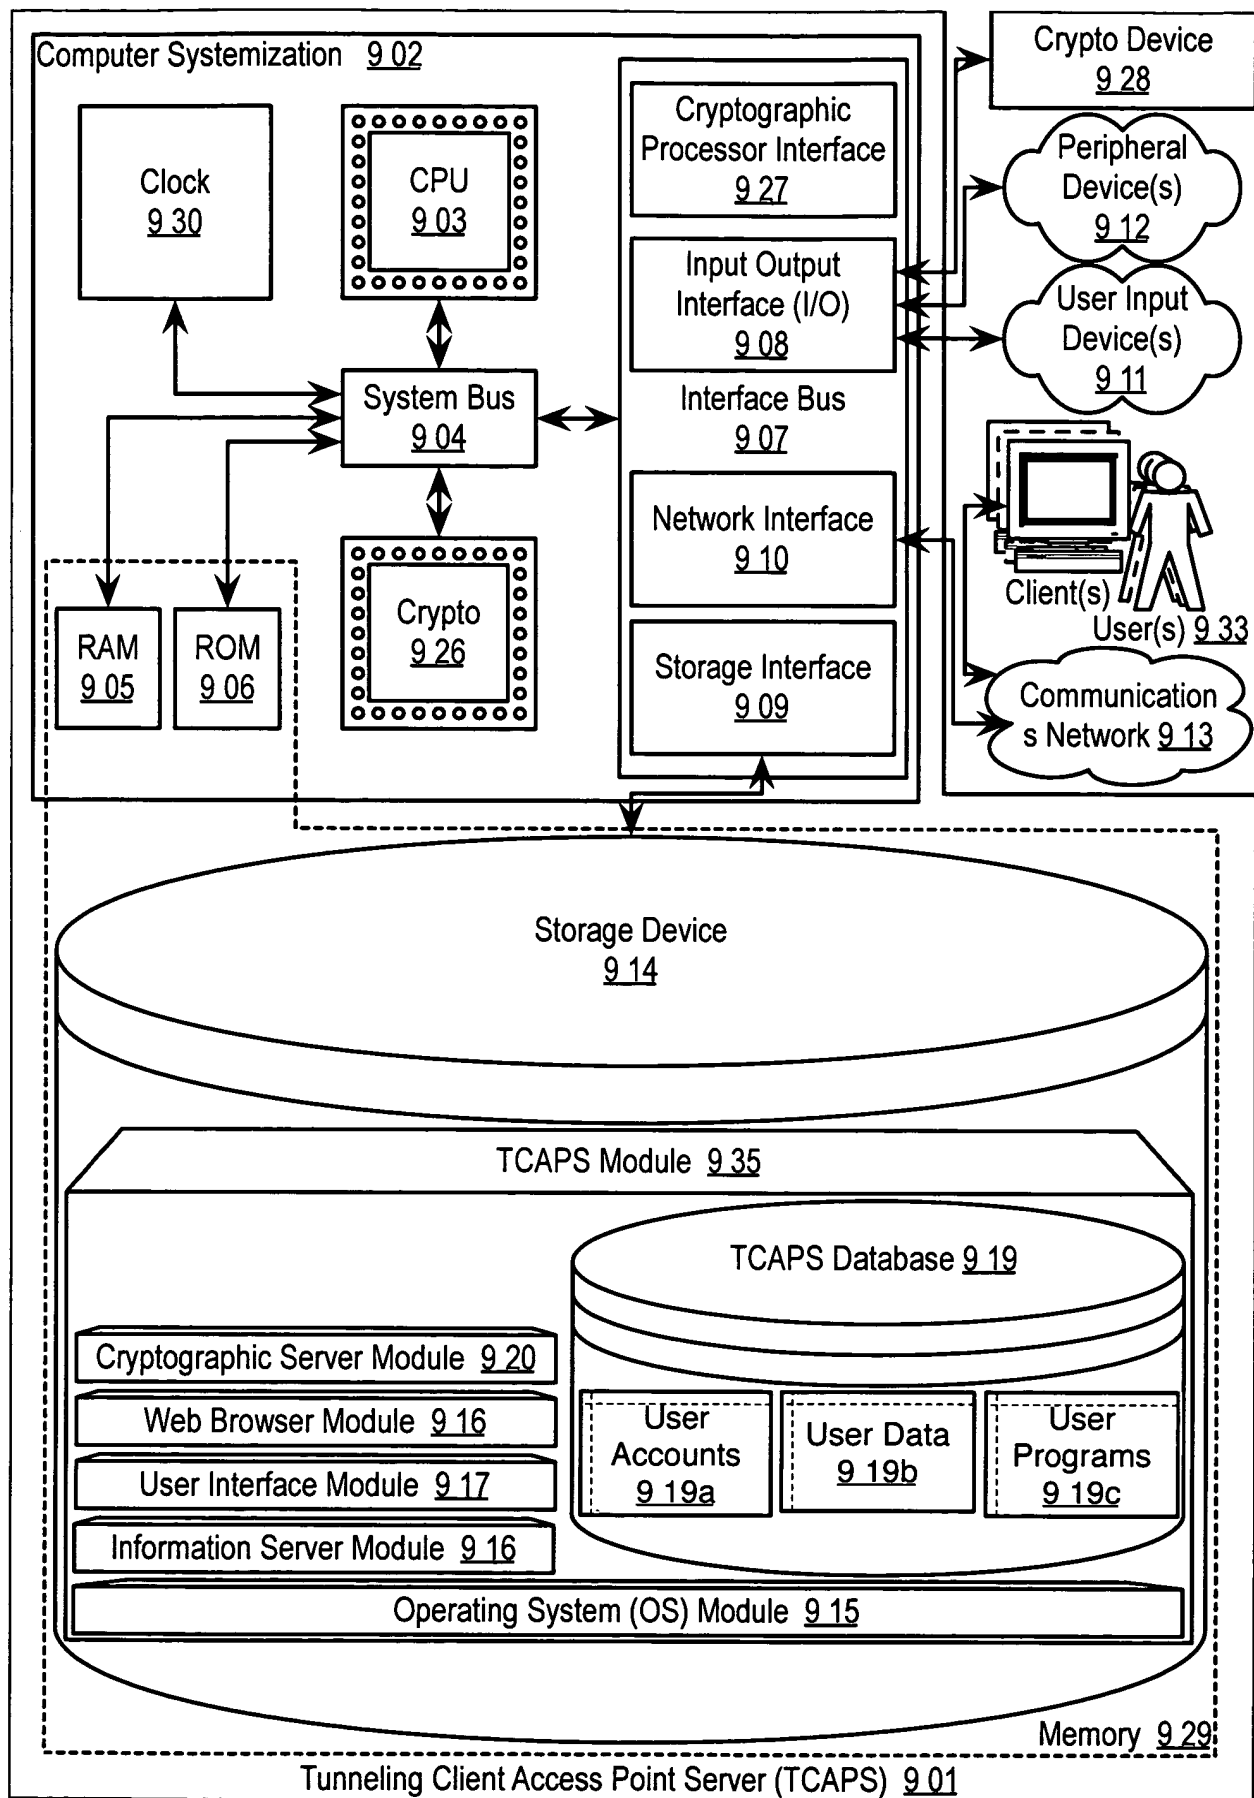 Computer Systemization 9 02
Clock
9 30
CPU
9 03
System Bus
9 04
Crypto
9 26
RAM
9 05
ROM
9 06
Cryptographic
Processor Interface
9 27
Input Output
Interface (I/O)
9 08
Interface Bus
9 07
Network Interface
9 10
Storage Interface
9 09
Crypto Device
9 28
Peripheral
Device(s)
9 12
User Input
Device(s)
9 11
Client(s)
User(s) 9 33
Communication
s Network 9 13
Storage Device
9 14
TCAPS Module 9 35
TCAPS Database 9 19
Cryptographic Server Module 9 20
Web Browser Module 9 16
User Interface Module 9 17
Information Server Module 9 16
User
Accounts
9 19a
User Data
9 19b
User
Programs
9 19c
Operating System (OS) Module 9 15
Memory 9 29
Tunneling Client Access Point Server (TCAPS) 9 01